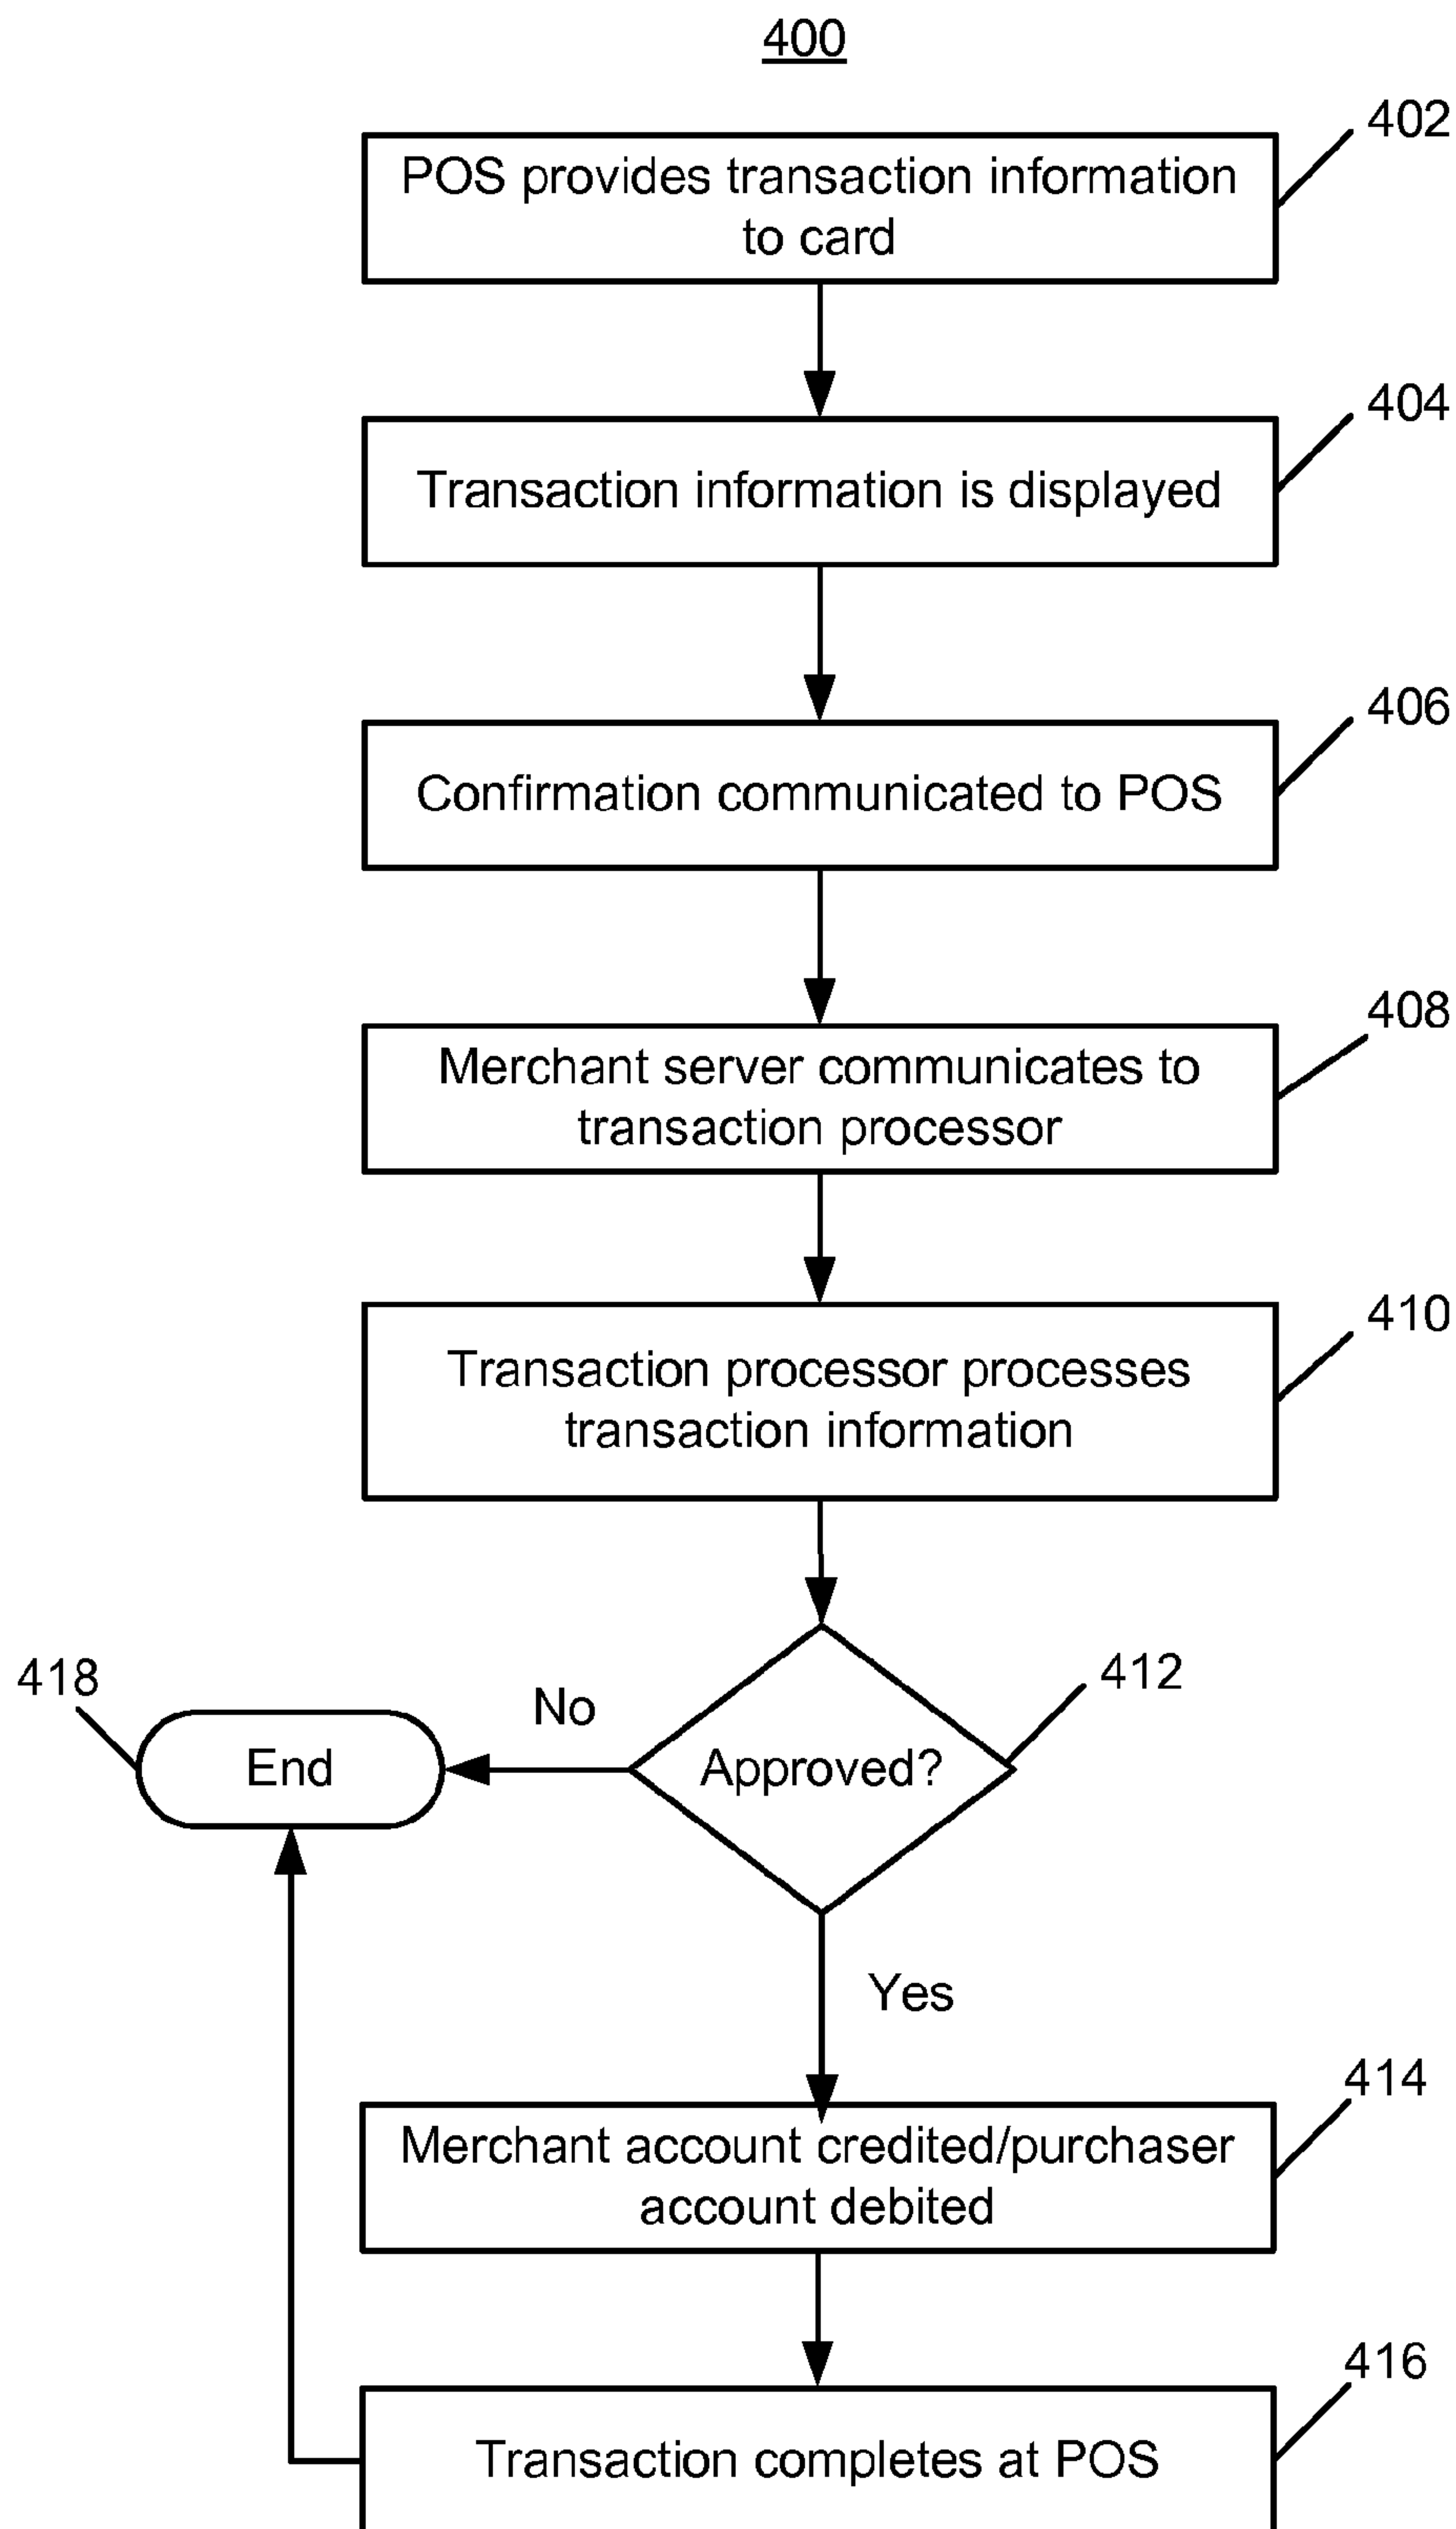 400
402
POS provides transaction information
to card
404
Transaction information is displayed
406
Confirmation communicated to POS
408
Merchant server communicates to
transaction processor
410
Transaction processor processes
transaction information
412
418
No
End
Approved?
Yes
414
Merchant account credited/purchaser
account debited
416
Transaction completes at POS